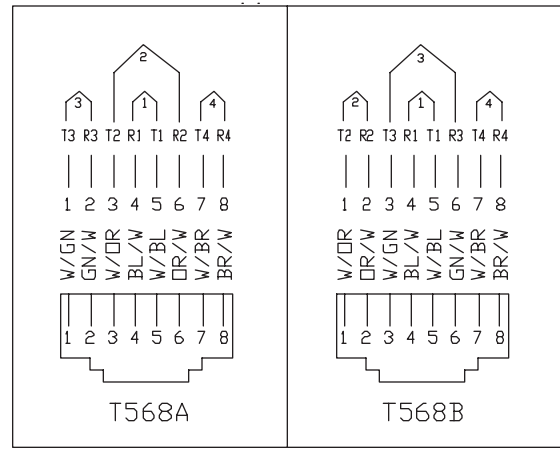 2
3 1 4
T3 R3 T2 R1 T1 R2 T4 R4
1 2 3 4 5 6 7 8
W/GN GN/W W/OR BL/W W/BL OR/W W/BR BR/W
1 2 3 4 5 6 7 8
T568A
3
2 1 4
T2 R2 T3 R1 T1 R3 T4 R4
1 2 3 4 5 6 7 8
W/OR OR/W W/GN BL/W W/BL GN/W W/BR BR/W
1 2 3 4 5 6 7 8
T568B